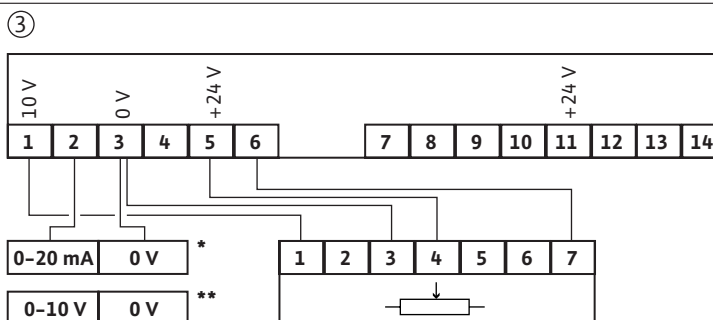 ③
10 V 0 V +24 V +24 V
1 2 3 4 5 6 7 8 9 10 11 12 13 14
0–20 mA 0 V * 1 2 3 4 5 6 7
0–10 V 0 V **